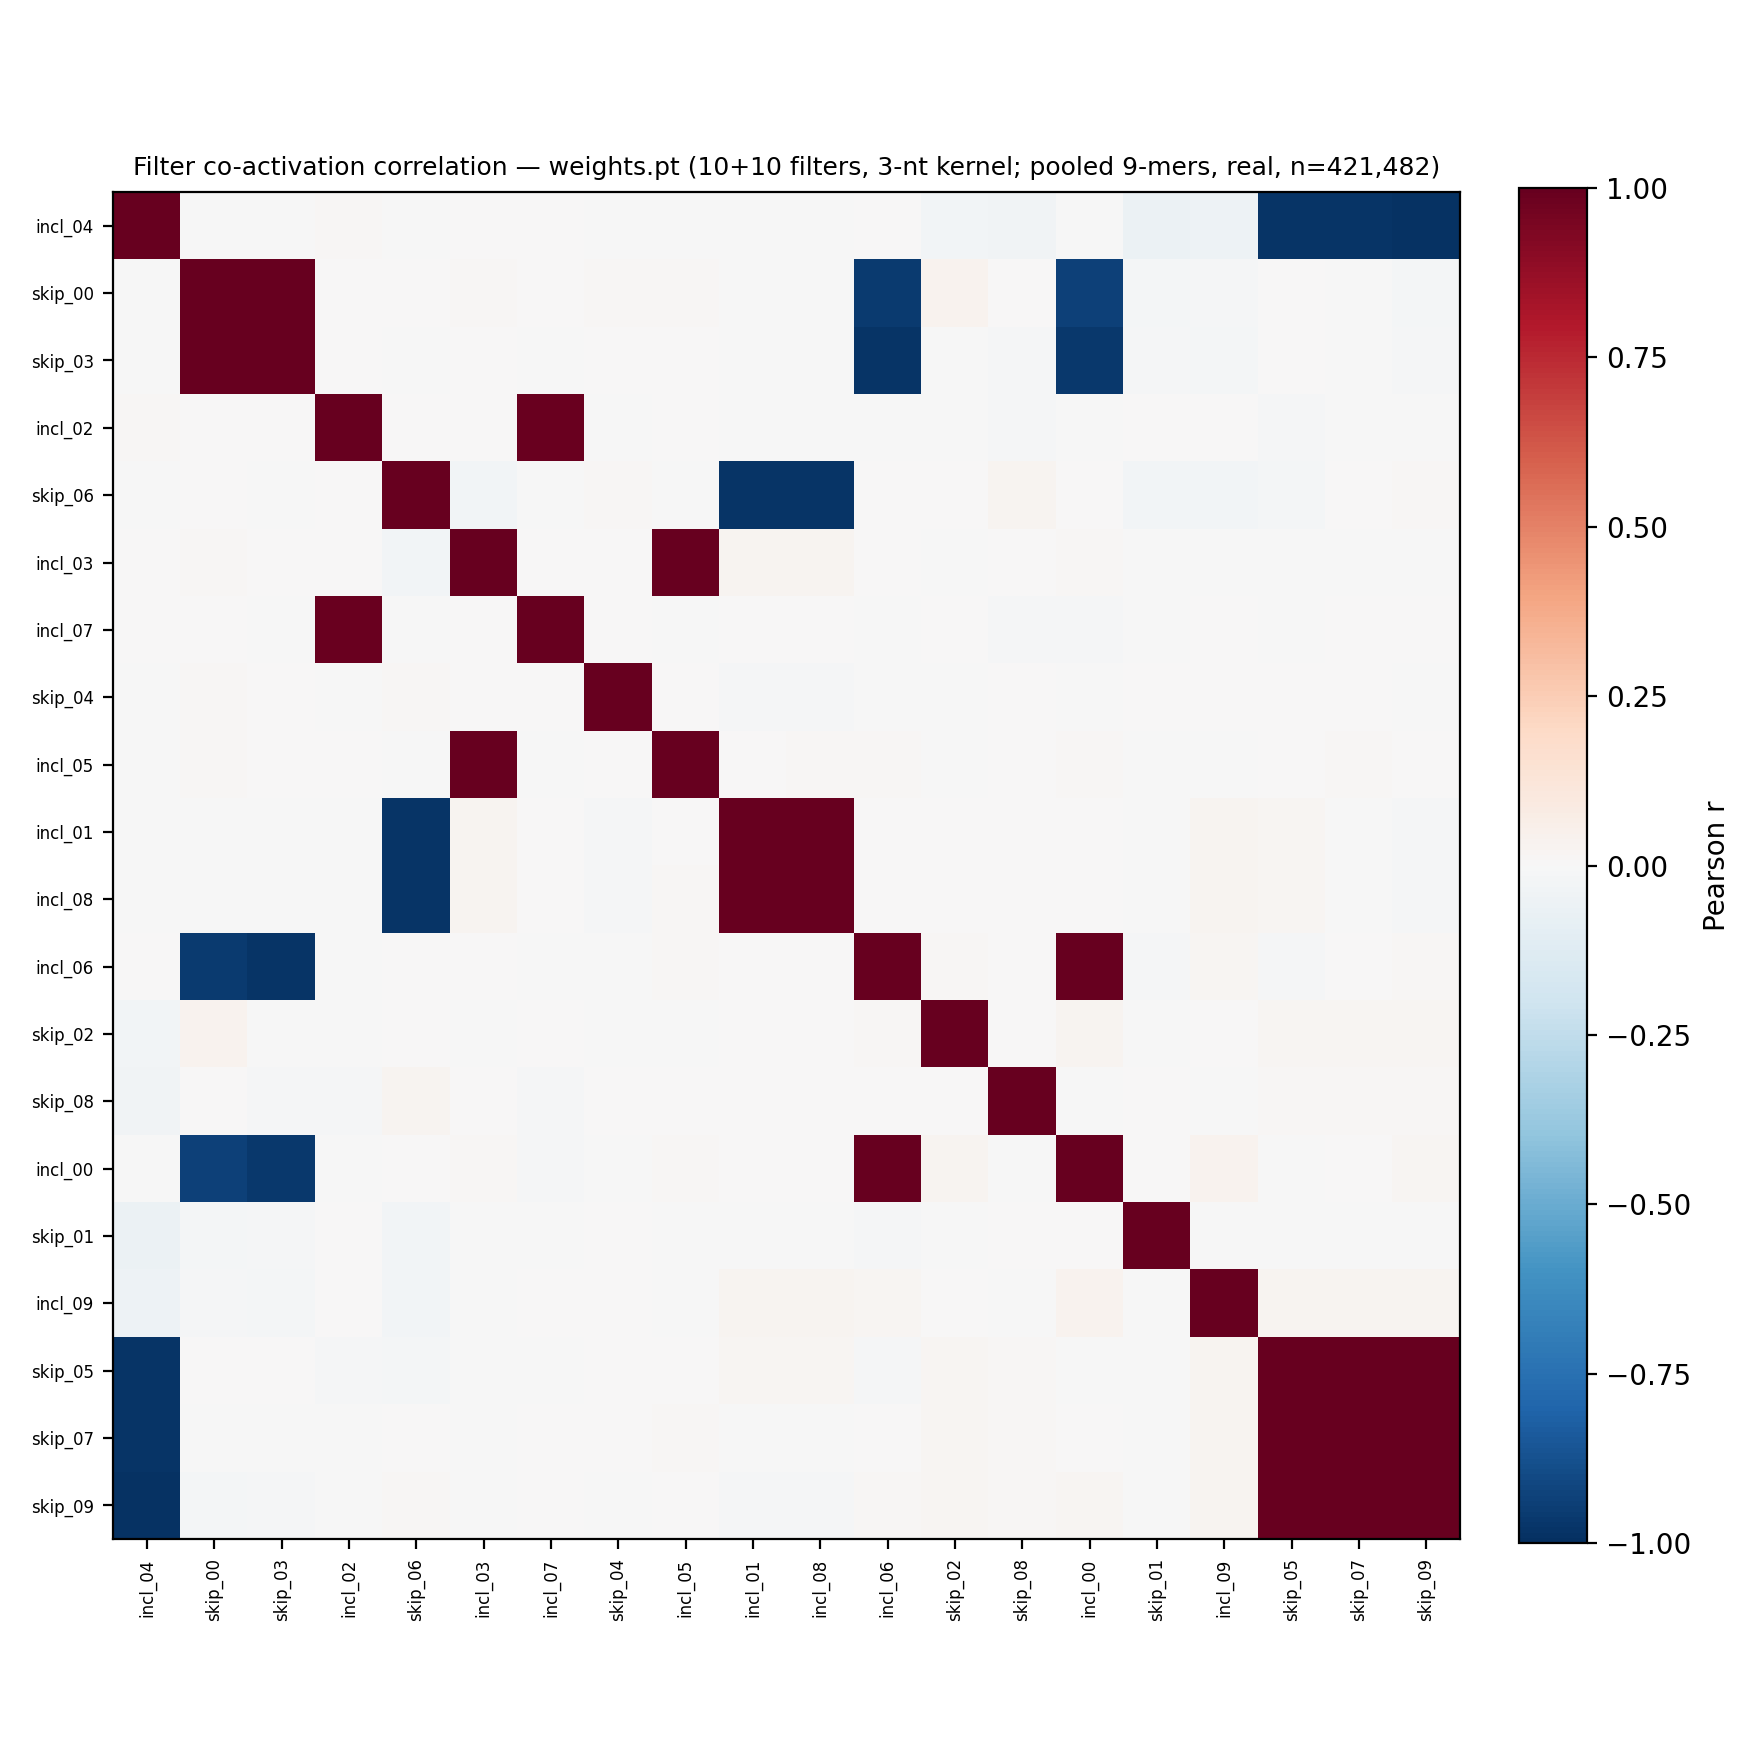 Filter co-activation correlation — weights.pt (10+10 filters, 3-nt kernel; pooled 9-mers, real, n=421,482)
incl_04
skip_00
skip_03
incl_02
skip_06
incl_03
incl_07
skip_04
incl_05
incl_01
incl_08
incl_06
skip_02
skip_08
incl_00
skip_01
incl_09
skip_05
skip_07
skip_09
incl_04
skip_00
skip_03
incl_02
skip_06
incl_03
incl_07
skip_04
incl_05
incl_01
incl_08
incl_06
skip_02
skip_08
incl_00
skip_01
incl_09
skip_05
skip_07
skip_09
1.00
0.75
0.50
0.25
0.00
−0.25
−0.50
−0.75
−1.00
Pearson r